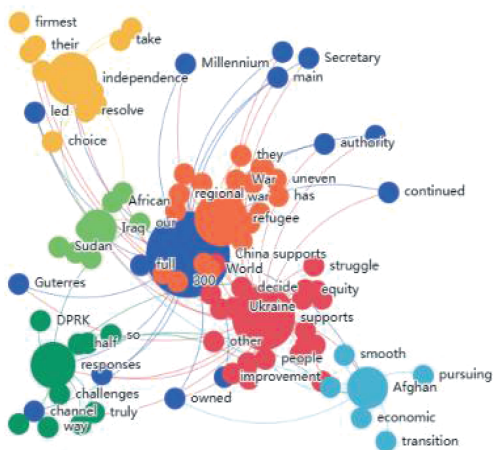 firmest
their
take
Millennium
Secretary
main
independence
led
resolve
choice
authority
they
War
uneven
African
regional
war
has
continued
our
Iraq
refugee
Sudan
China supports
full
World
struggle
300
decide
equity
Guterres
Ukraine
supports
DPRK
so
half
other
smooth
responses
people
improvement
pursuing
Afghan
challenges
owned
channel
truly
economic
way
transition